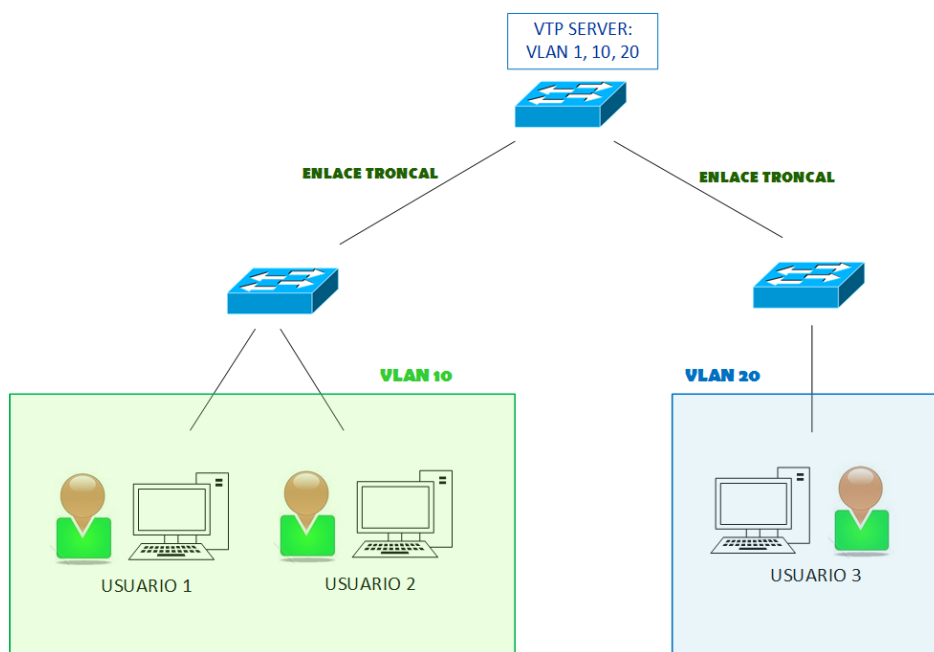 VTP SERVER:
VLAN 1, 10, 20
ENLACE TRONCAL
ENLACE TRONCAL
VLAN 10
VLAN 20
USUARIO 1
USUARIO 2
USUARIO 3